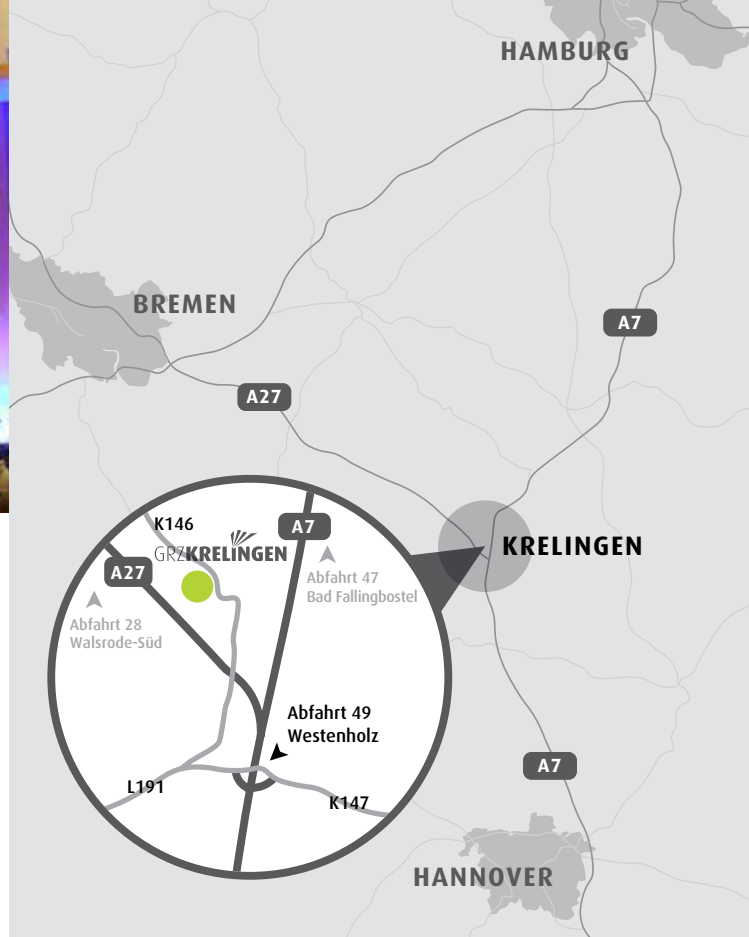 HAMBURG
BREMEN
A7
A27
K146
A7
GRZKRELINGEN
KRELINGEN
A27
Abfahrt 47
Bad Fallingbostel
Abfahrt 28
Walsrode-Süd
Abfahrt 49
Westenholz
A7
L191
K147
HANNOVER